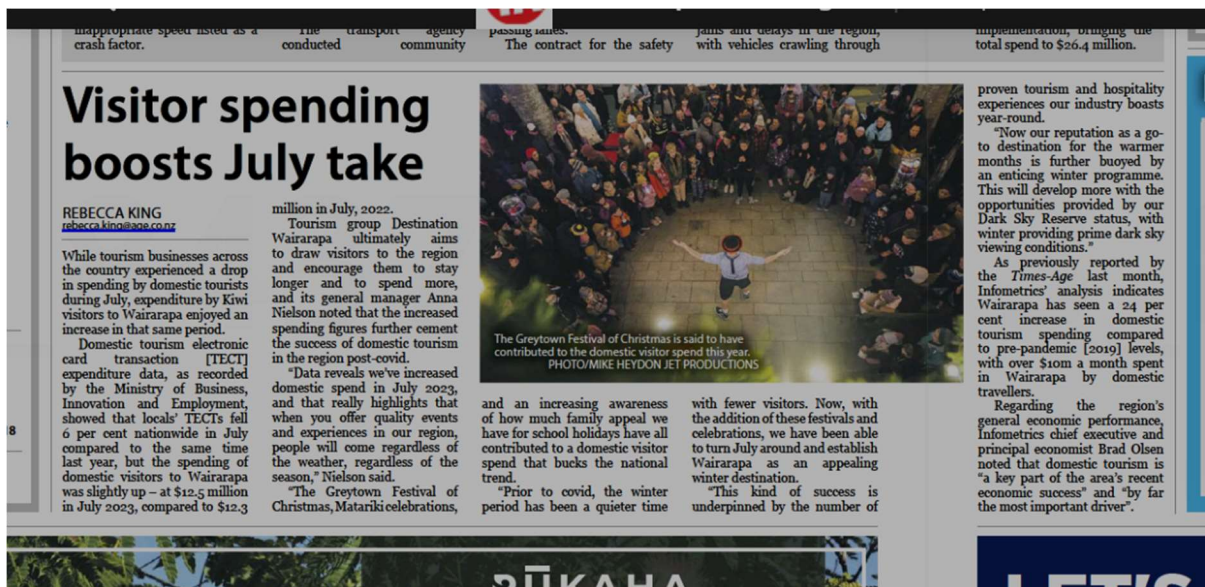 inappropriate speed listed as a
crash factor.
The transport agency
conducted community
passing lanes.
The contract for the safety
jams and delays in the region,
with vehicles crawling through
implementation, bringing the
total spend to $26.4 million.
Visitor spending
boosts July take
REBECCA KING
rebecca.king@age.co.nz
While tourism businesses across
the country experienced a drop
in spending by domestic tourists
during July, expenditure by Kiwi
visitors to Wairarapa enjoyed an
increase in that same period.
Domestic tourism electronic
card transaction [TECT]
expenditure data, as recorded
by the Ministry of Business,
Innovation and Employment,
showed that locals' TECTs fell
6 per cent nationwide in July
compared to the same time
last year, but the spending of
domestic visitors to Wairarapa
was slightly up – at $12.5 million
in July 2023, compared to $12.3
million in July, 2022.
Tourism group Destination
Wairarapa ultimately aims
to draw visitors to the region
and encourage them to stay
longer and to spend more,
and its general manager Anna
Nielson noted that the increased
spending figures further cement
the success of domestic tourism
in the region post-covid.
"Data reveals we've increased
domestic spend in July 2023,
and that really highlights that
when you offer quality events
and experiences in our region,
people will come regardless of
the weather, regardless of the
season," Nielson said.
"The Greytown Festival of
Christmas, Matariki celebrations,
The Greytown Festival of Christmas is said to have
contributed to the domestic visitor spend this year.
PHOTO/MIKE HEYDON JET PRODUCTIONS
and an increasing awareness
of how much family appeal we
have for school holidays have all
contributed to a domestic visitor
spend that bucks the national
trend.
"Prior to covid, the winter
period has been a quieter time
with fewer visitors. Now, with
the addition of these festivals and
celebrations, we have been able
to turn July around and establish
Wairarapa as an appealing
winter destination.
"This kind of success is
underpinned by the number of
proven tourism and hospitality
experiences our industry boasts
year-round.
"Now our reputation as a go-
to destination for the warmer
months is further buoyed by
an enticing winter programme.
This will develop more with the
opportunities provided by our
Dark Sky Reserve status, with
winter providing prime dark sky
viewing conditions."
As previously reported by
the Times-Age last month,
Infometrics' analysis indicates
Wairarapa has seen a 24 per
cent increase in domestic
tourism spending compared
to pre-pandemic [2019] levels,
with over $10m a month spent
in Wairarapa by domestic
travellers.
Regarding the region's
general economic performance,
Infometrics chief executive and
principal economist Brad Olsen
noted that domestic tourism is
"a key part of the area's recent
economic success" and "by far
the most important driver".
8
PŪKAHA
LET'S